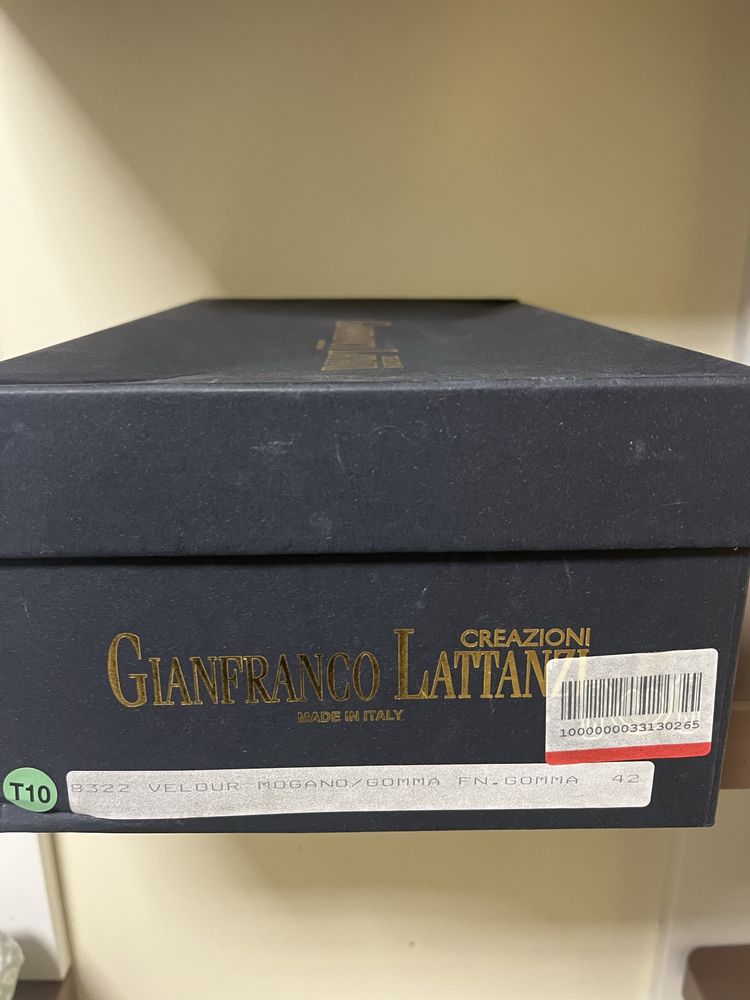 CREAZIONI
GIANFRANCO LATTANZI
MADE IN ITALY
1000000033130265
T10
8322 VELOUR MOGANO/GOMMA FN.GOMMA 42